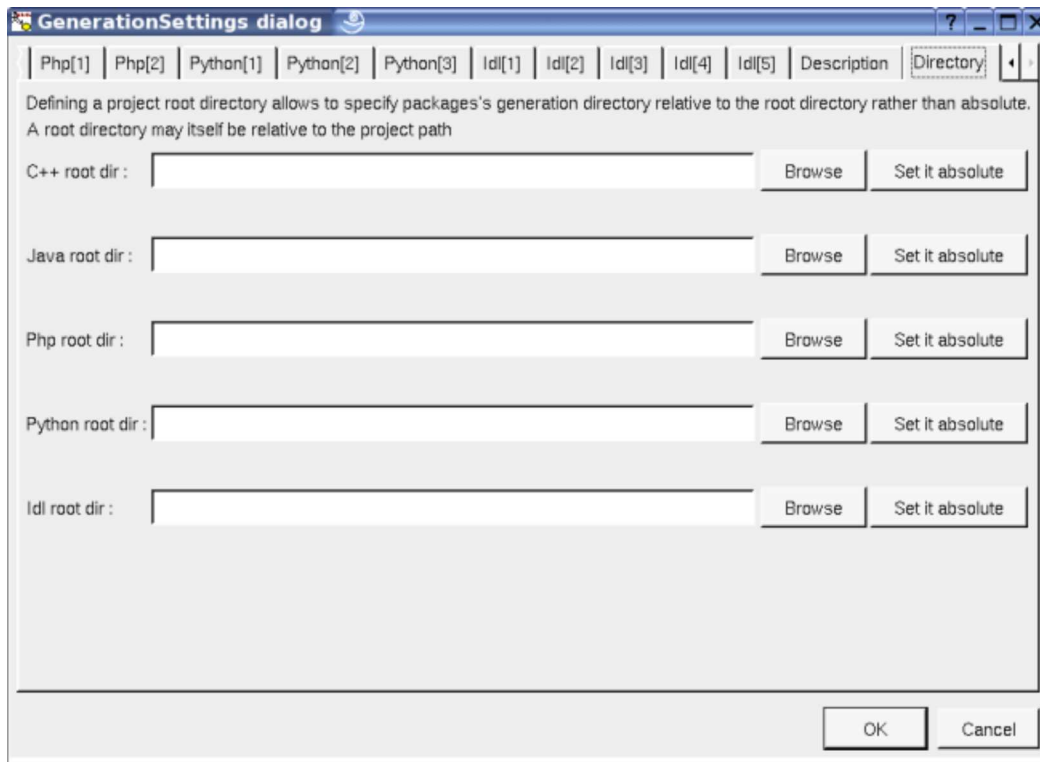 GenerationSettings dialog
Php[1] Php[2] Python[1] Python[2] Python[3] Idl[1] Idl[2] Idl[3] Idl[4] Idl[5] Description Directory
Defining a project root directory allows to specify packages's generation directory relative to the root directory rather than absolute.
A root directory may itself be relative to the project path
C++ root dir : Browse Set it absolute
Java root dir : Browse Set it absolute
Php root dir : Browse Set it absolute
Python root dir : Browse Set it absolute
Idl root dir : Browse Set it absolute
OK Cancel